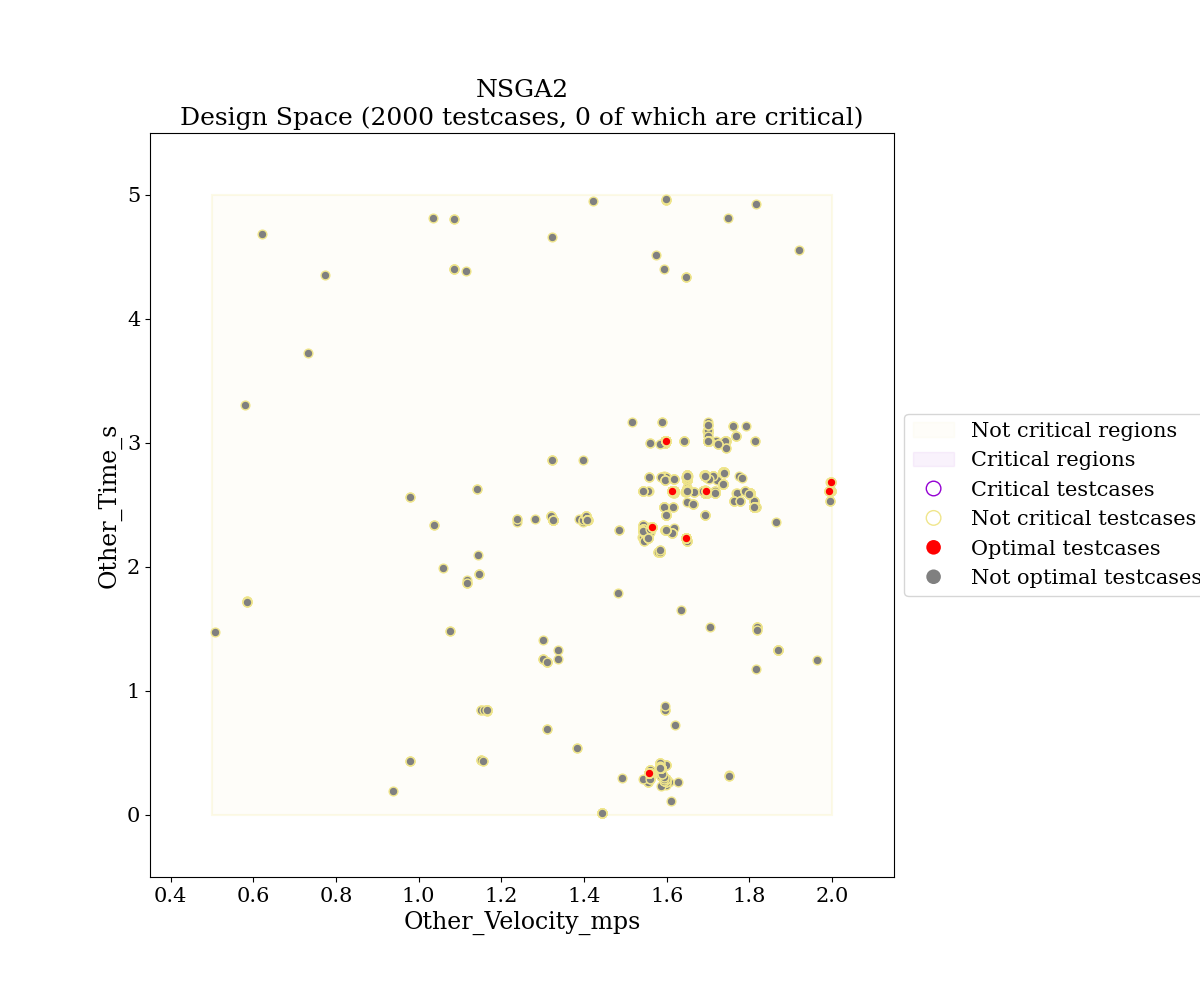 NSGA2
Design Space (2000 testcases, 0 of which are critical)
5
4
3
2
1
0
Other_Time_s
0.4 0.6 0.8 1.0 1.2 1.4 1.6 1.8 2.0
Other_Velocity_mps
Not critical regions
Critical regions
Critical testcases
Not critical testcases
Optimal testcases
Not optimal testcases